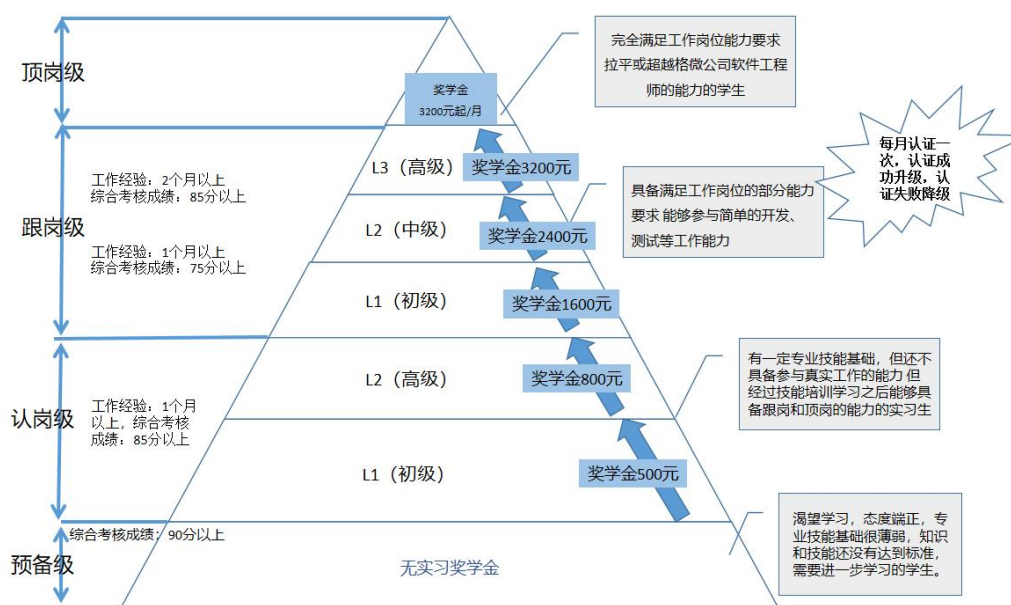 顶岗级
奖学金
3200元起/月
完全满足工作岗位能力要求
拉平或超越格微公司软件工程
师的能力的学生
每月认证一
次，认证成
功升级，认
证失败降级
跟岗级
工作经验：2个月以上
综合考核成绩：85分以上
L3（高级）
奖学金3200元
具备满足工作岗位的部分能力
要求 能够参与简单的开发、
测试等工作能力
工作经验：1个月以上
综合考核成绩：75分以上
L2（中级）
奖学金2400元
L1（初级）
奖学金1600元
认岗级
工作经验：1个月
以上，综合考核
成绩：85分以上
L2（高级）
奖学金800元
有一定专业技能基础，但还不
具备参与真实工作的能力 但
经过技能培训学习之后能够具
备跟岗和顶岗的能力的实习生
L1（初级）
奖学金500元
预备级
综合考核成绩：90分以上
无实习奖学金
渴望学习，态度端正，专
业技能基础很薄弱，知识
和技能还没有达到标准，
需要进一步学习的学生。